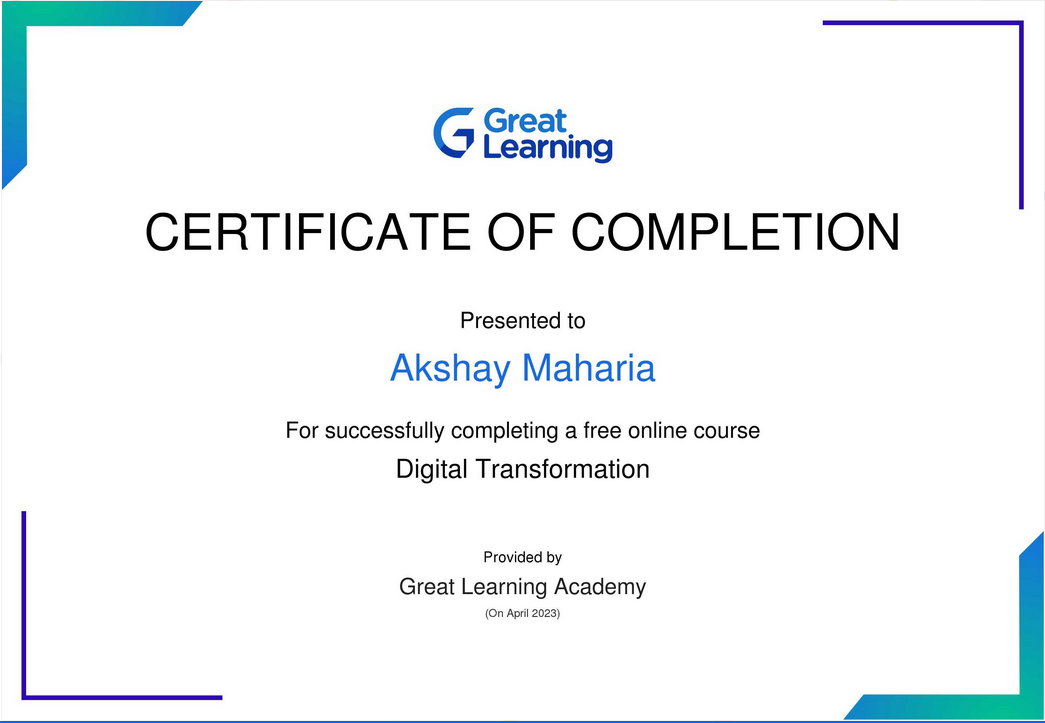 Great
Learning
CERTIFICATE OF COMPLETION
Presented to
Akshay Maharia
For successfully completing a free online course
Digital Transformation
Provided by
Great Learning Academy
(On April 2023)